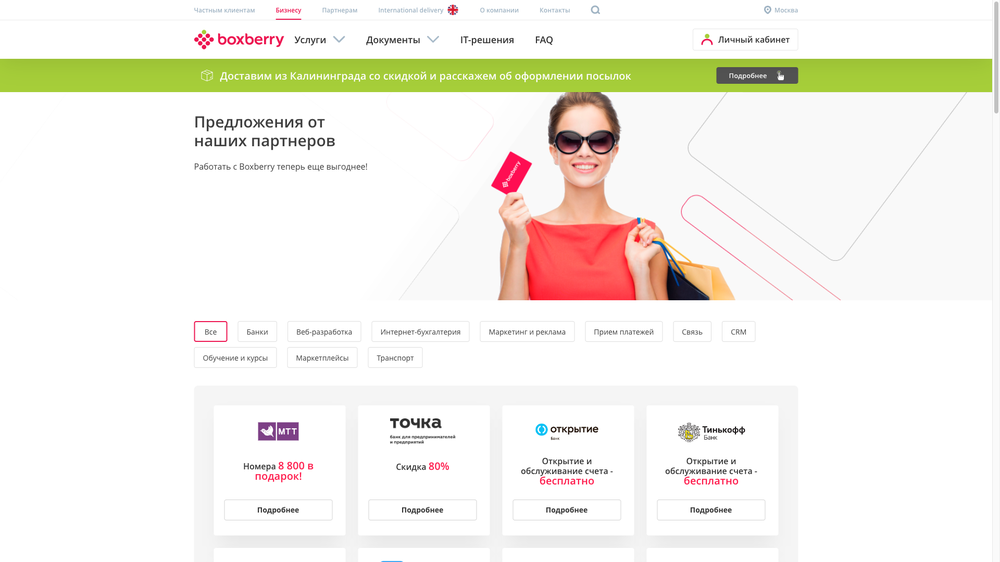 Частным клиентам
Бизнесу
Партнерам
International delivery
О компании
Контакты
Москва
boxberry
Услуги
Документы
IT-решения
FAQ
Личный кабинет
Доставим из Калининграда со скидкой и расскажем об оформлении посылок
Подробнее
Предложения от
наших партнеров
Работать с Boxberry теперь еще выгоднее!
boxberry
Все
Банки
Веб-разработка
Интернет-бухгалтерия
Маркетинг и реклама
Прием платежей
Связь
CRM
Обучение и курсы
Маркетплейсы
Транспорт
МТТ
Номера 8 800 в
подарок!
Подробнее
точка
банк для предпринимателей
и предприятий
Скидка 80%
Подробнее
открытие
Банк
Открытие и
обслуживание счета -
бесплатно
Подробнее
Тинькофф
Банк
Открытие и
обслуживание счета -
бесплатно
Подробнее